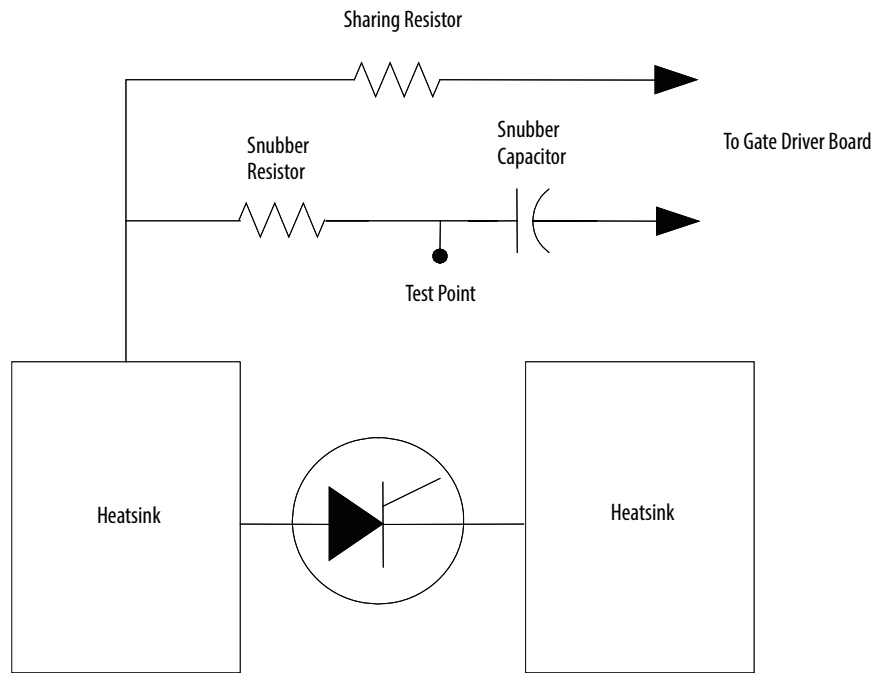 Sharing Resistor
Snubber
Resistor
Snubber
Capacitor
To Gate Driver Board
Test Point
Heatsink
Heatsink